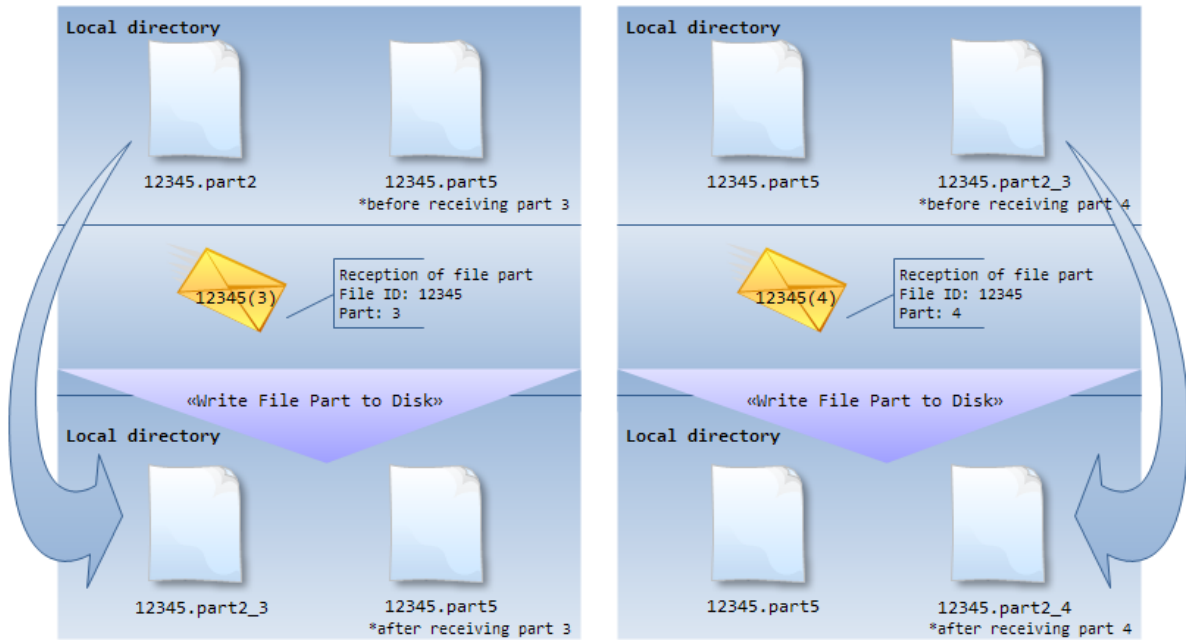 Local directory
12345.part2
12345.part5
*before receiving part 3
12345(3)
Reception of file part
File ID: 12345
Part: 3
«Write File Part to Disk»
Local directory
12345.part2_3
12345.part5
*after receiving part 3
Local directory
12345.part5
12345.part2_3
*before receiving part 4
12345(4)
Reception of file part
File ID: 12345
Part: 4
«Write File Part to Disk»
Local directory
12345.part5
12345.part2_4
*after receiving part 4